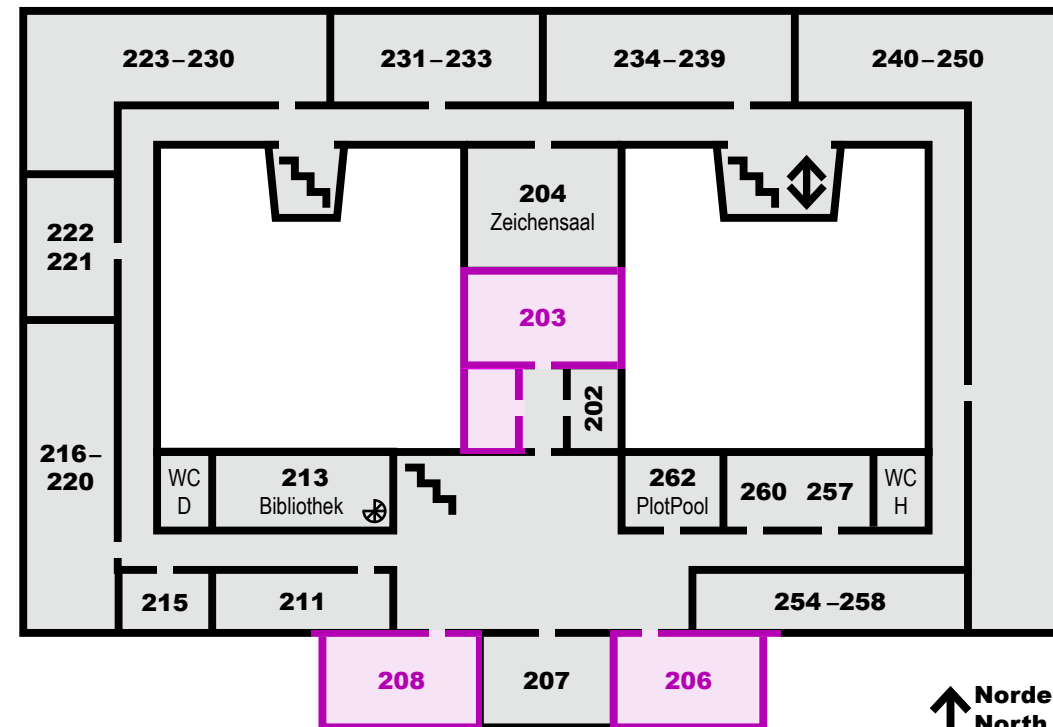 223–230
231–233
234–239
240–250
204
Zeichensaal
222
221
203
202
216–
220
WC
D
213
Bibliothek
262
PlotPool
260 257
WC
H
215
211
254–258
208
207
206
Norde
North